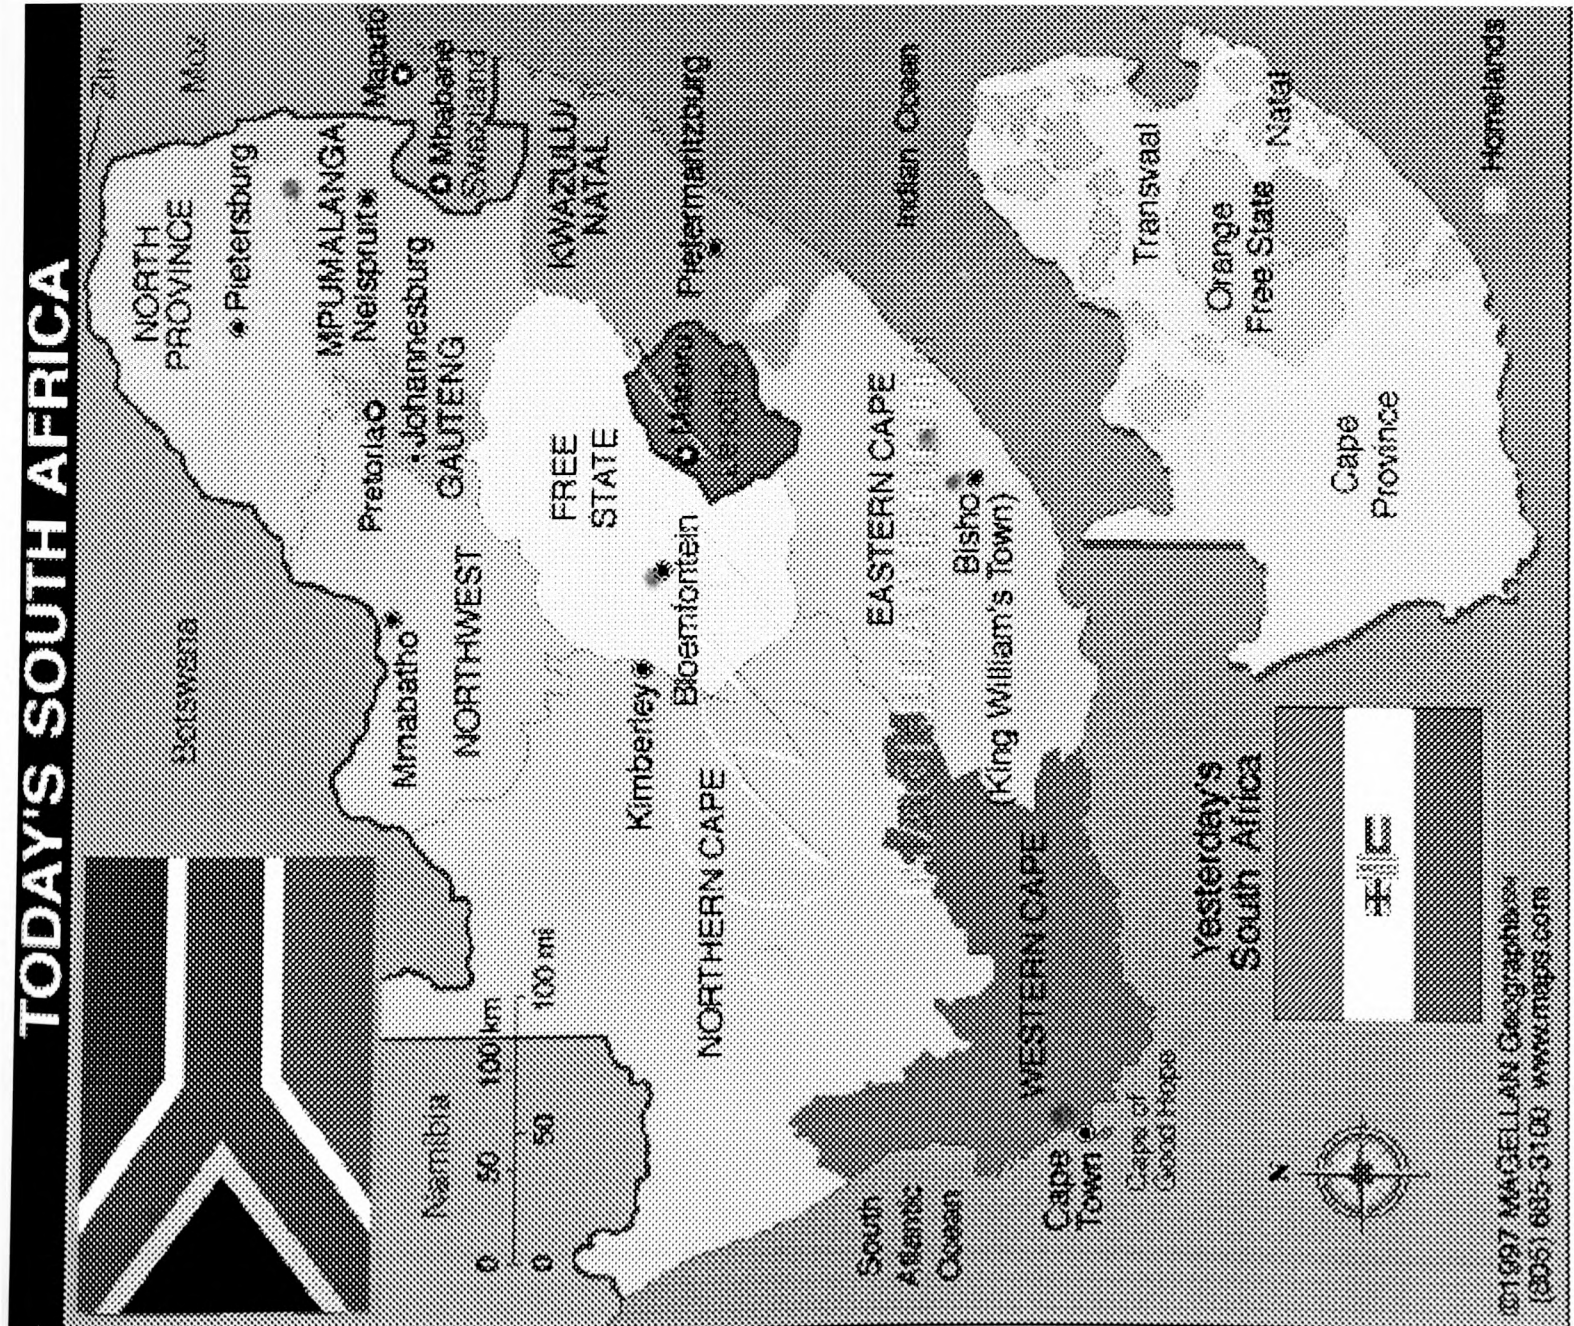 TODAY'S SOUTH AFRICA
Zim
Moz
Botswana
Namibia
NORTH
PROVINCE
Pietersburg
MPUMALANGA
Nelspruit
Maputo
Mbabane
Swaziland
Pretoria
Johannesburg
GAUTENG
Mmabatho
NORTHWEST
KWAZULU/
NATAL
FREE
STATE
Maseru
Pietermaritzburg
Kimberley
Bloemfontein
NORTHERN CAPE
EASTERN CAPE
Bisho
(King William's Town)
WESTERN CAPE
Cape
Town
Cape of
Good Hope
South
Atlantic
Ocean
Indian Ocean
0 50 100 km
0 50 100 mi
N
Yesterday's
South Africa
Transvaal
Orange
Free State
Natal
Cape
Province
Homelands
©1997 MAGELLAN Geographix
(805) 685-3100 www.maps.com